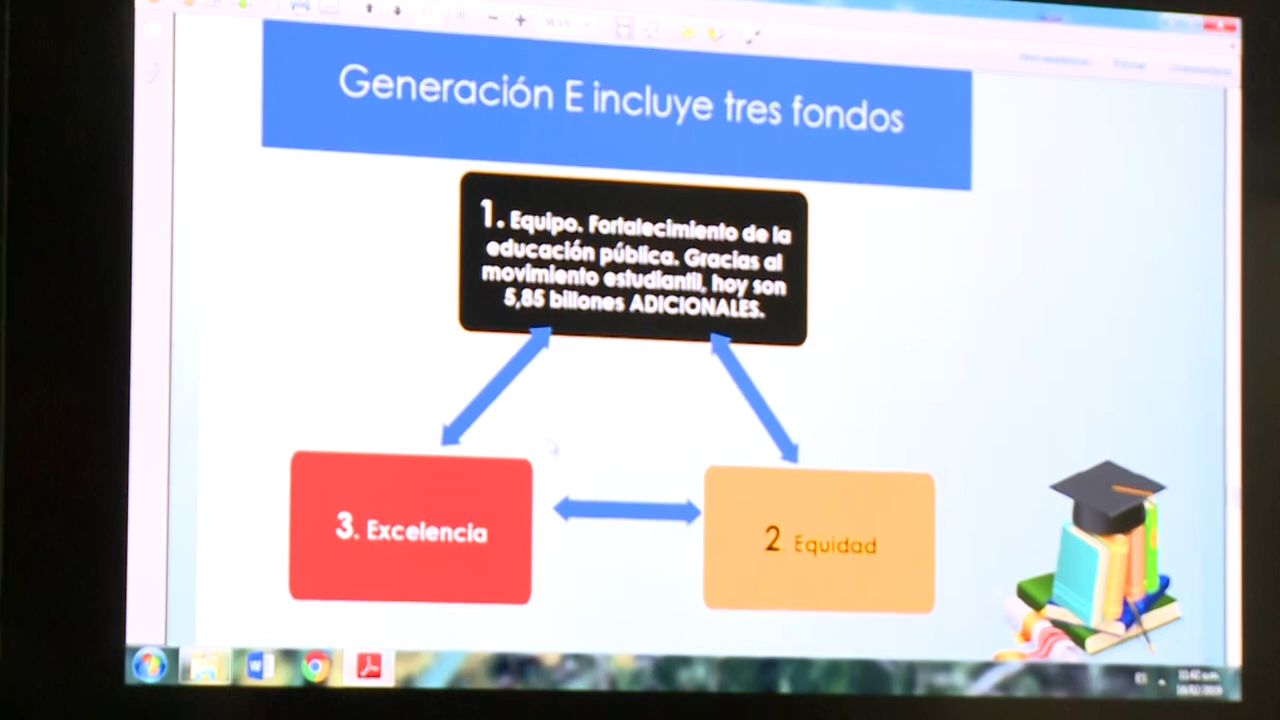 Generación E incluye tres fondos
1. Equipo. Fortalecimiento de la
educación pública. Gracias al
movimiento estudiantil, hoy son
5,85 billones ADICIONALES.
3. Excelencia
2. Equidad
ES